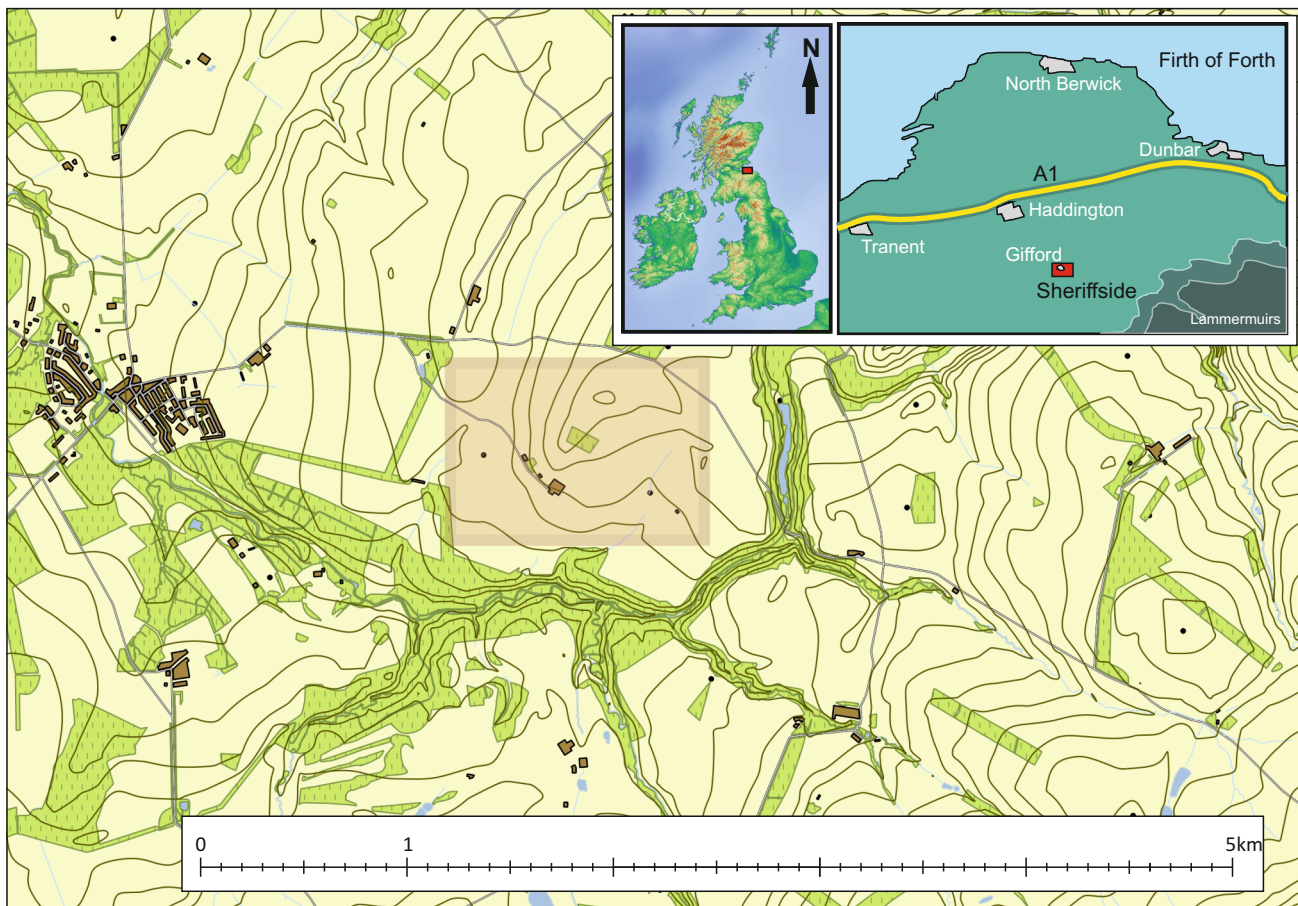 N
Firth of Forth
North Berwick
Dunbar
A1
Haddington
Tranent
Gifford
Sheriffside
Lammermuirs
0 1 5km